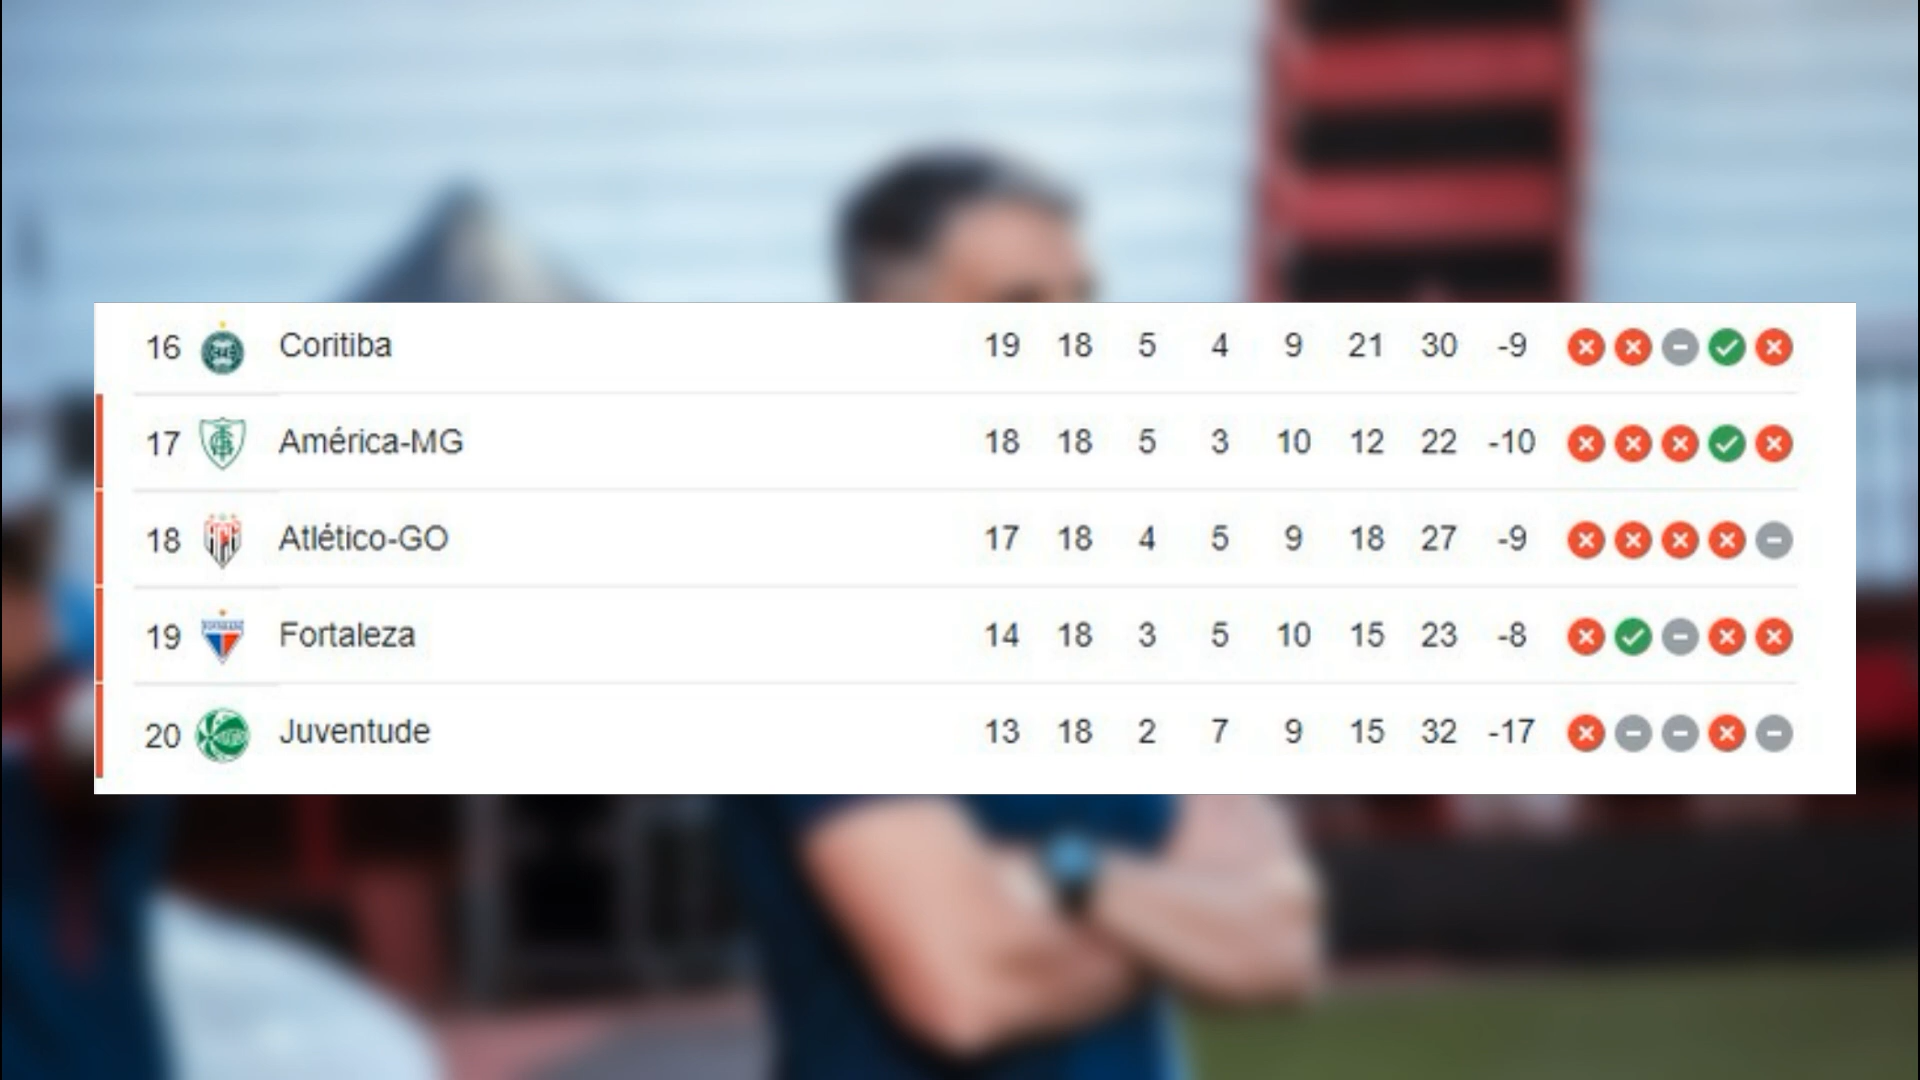 16 Coritiba 19 18 5 4 9 21 30 -9
17 América-MG 18 18 5 3 10 12 22 -10
18 Atlético-GO 17 18 4 5 9 18 27 -9
19 Fortaleza 14 18 3 5 10 15 23 -8
20 Juventude 13 18 2 7 9 15 32 -17